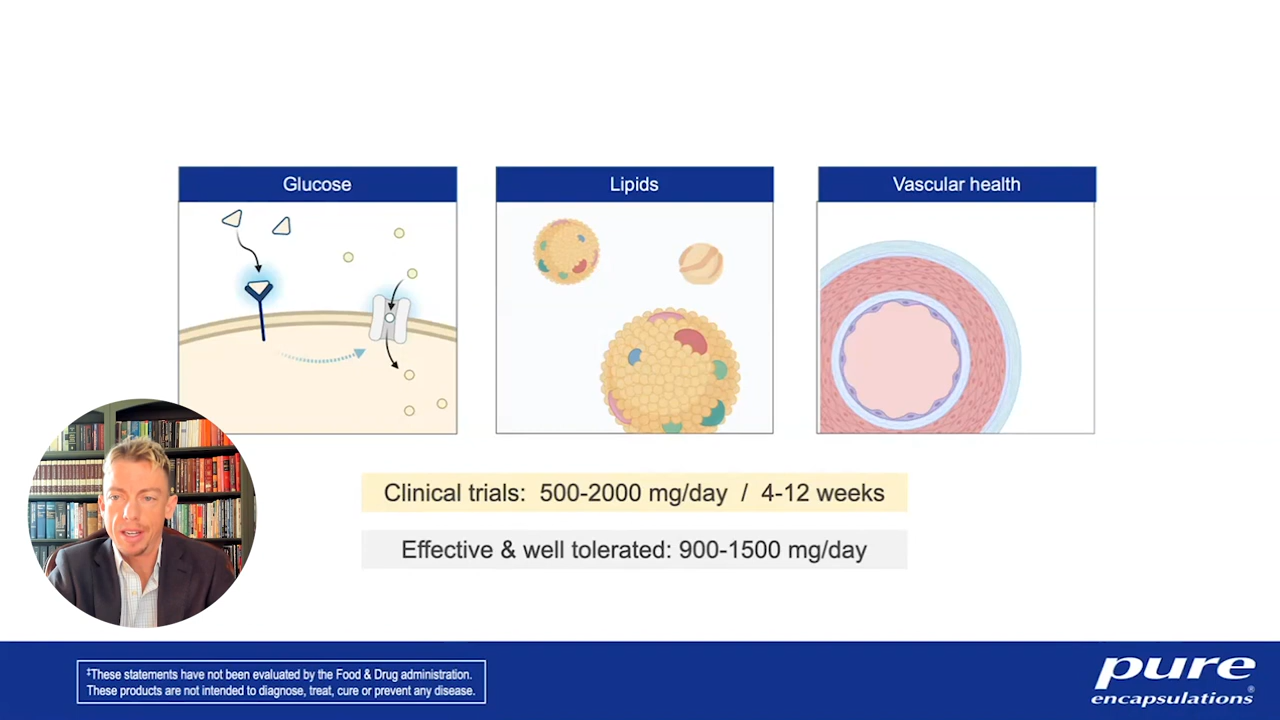 Glucose
Lipids
Vascular health
Clinical trials: 500-2000 mg/day / 4-12 weeks
Effective & well tolerated: 900-1500 mg/day
‡These statements have not been evaluated by the Food & Drug administration.
These products are not intended to diagnose, treat, cure or prevent any disease.
pure
encapsulations®